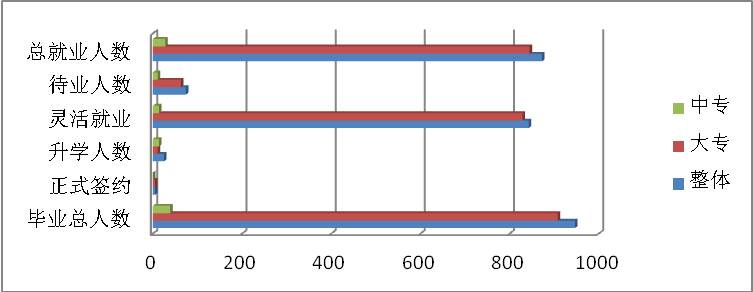 总就业人数
待业人数
灵活就业
升学人数
正式签约
毕业总人数
0 200 400 600 800 1000
中专
大专
整体